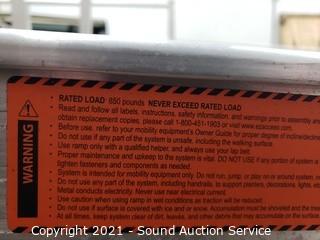 WARNING
RATED LOAD 850 pounds NEVER EXCEED RATED LOAD
Read and follow all labels, instructions, safety information, and warnings prior to assembly and
obtain replacement copies, please call 1-800-451-1903 or visit www.ezaccess.com.
Before use, refer to your mobility equipment's Owner Guide for proper degree of incline/decline
Do not use if any part of the system is unsafe, including the walking surface.
Use ramp only with a qualified helper, and always use your lap belt
Proper maintenance and upkeep to the system is vital. DO NOT USE if any portion of system is
tighten fasteners and components as needed.
System is intended for mobility equipment only. Do not run, jump, or play on or around system.
Do not use any part of the system, including handrails, to support planters, decorations, lights, etc.
Metal conducts electricity. Never use near electrical current.
Use caution when using ramp in wet conditions as traction will be reduced.
Do not use if surface is covered with ice and or snow. Accumulation must be shoveled and
At all times, keep system clear of dirt, leaves, and other debris that may accumulate on the
Copyright 2021 - Sound Auction Service